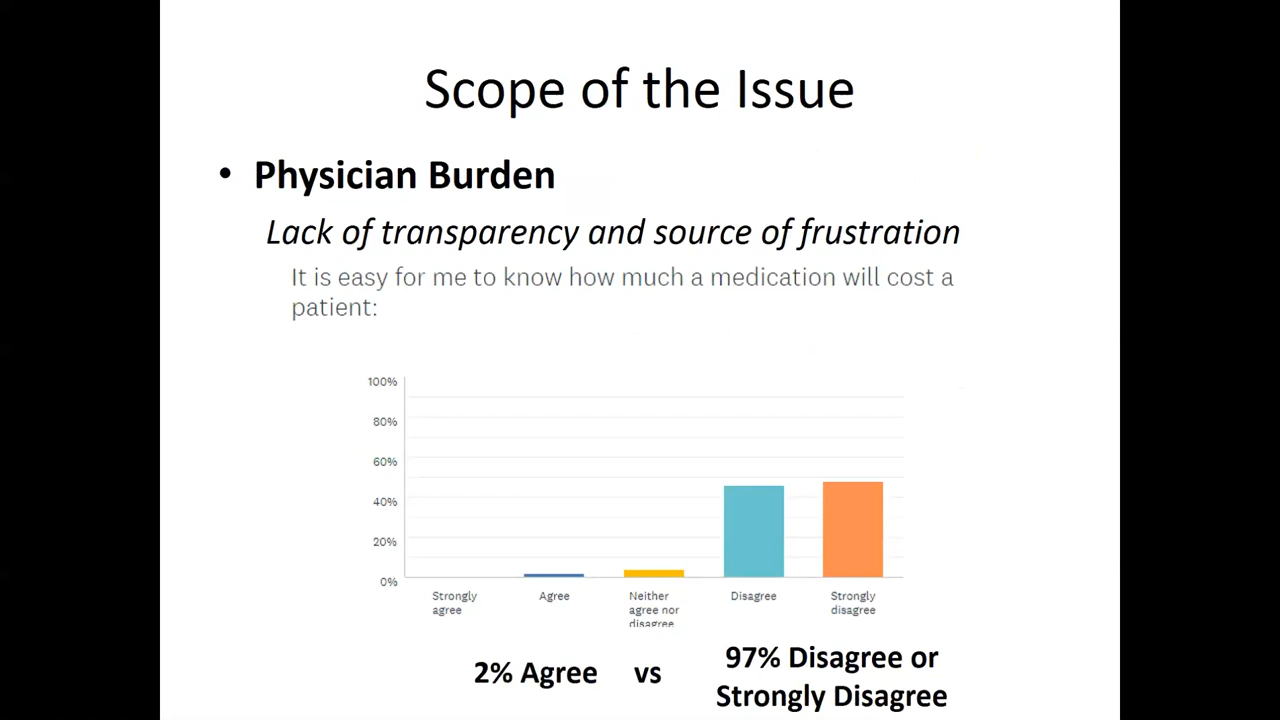 Scope of the Issue
• Physician Burden
Lack of transparency and source of frustration
It is easy for me to know how much a medication will cost a
patient:
100%
80%
60%
40%
20%
0%
Strongly
agree
Agree
Neither
agree nor
disagree
Disagree
Strongly
disagree
2% Agree vs
97% Disagree or
Strongly Disagree